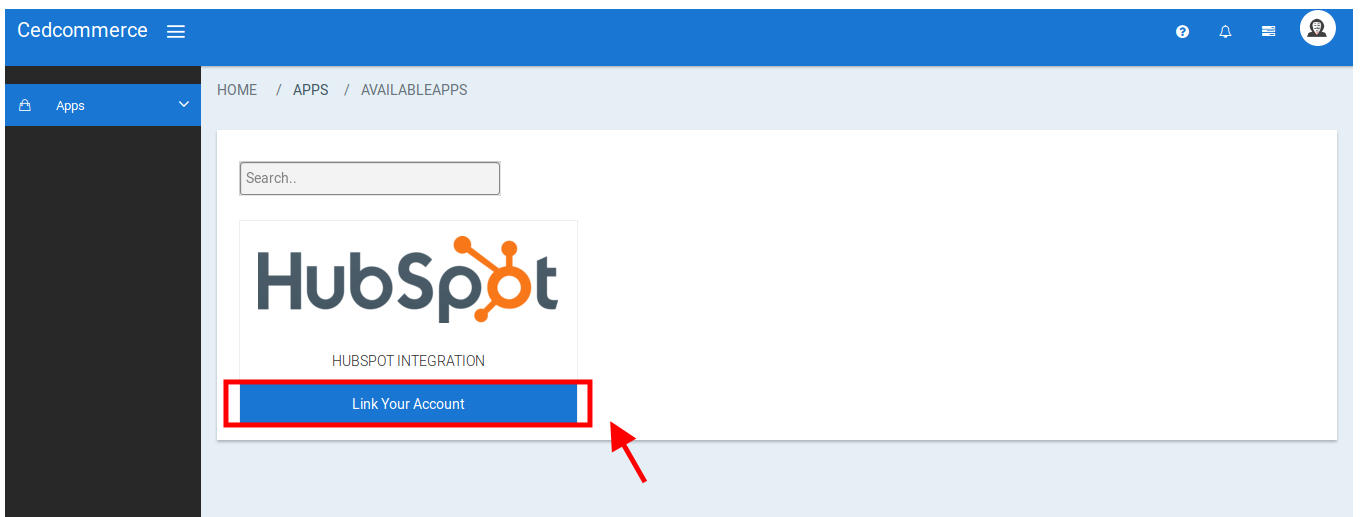 Cedcommerce
Apps
HOME / APPS / AVAILABLEAPPS
Search..
HubSpot
HUBSPOT INTEGRATION
Link Your Account